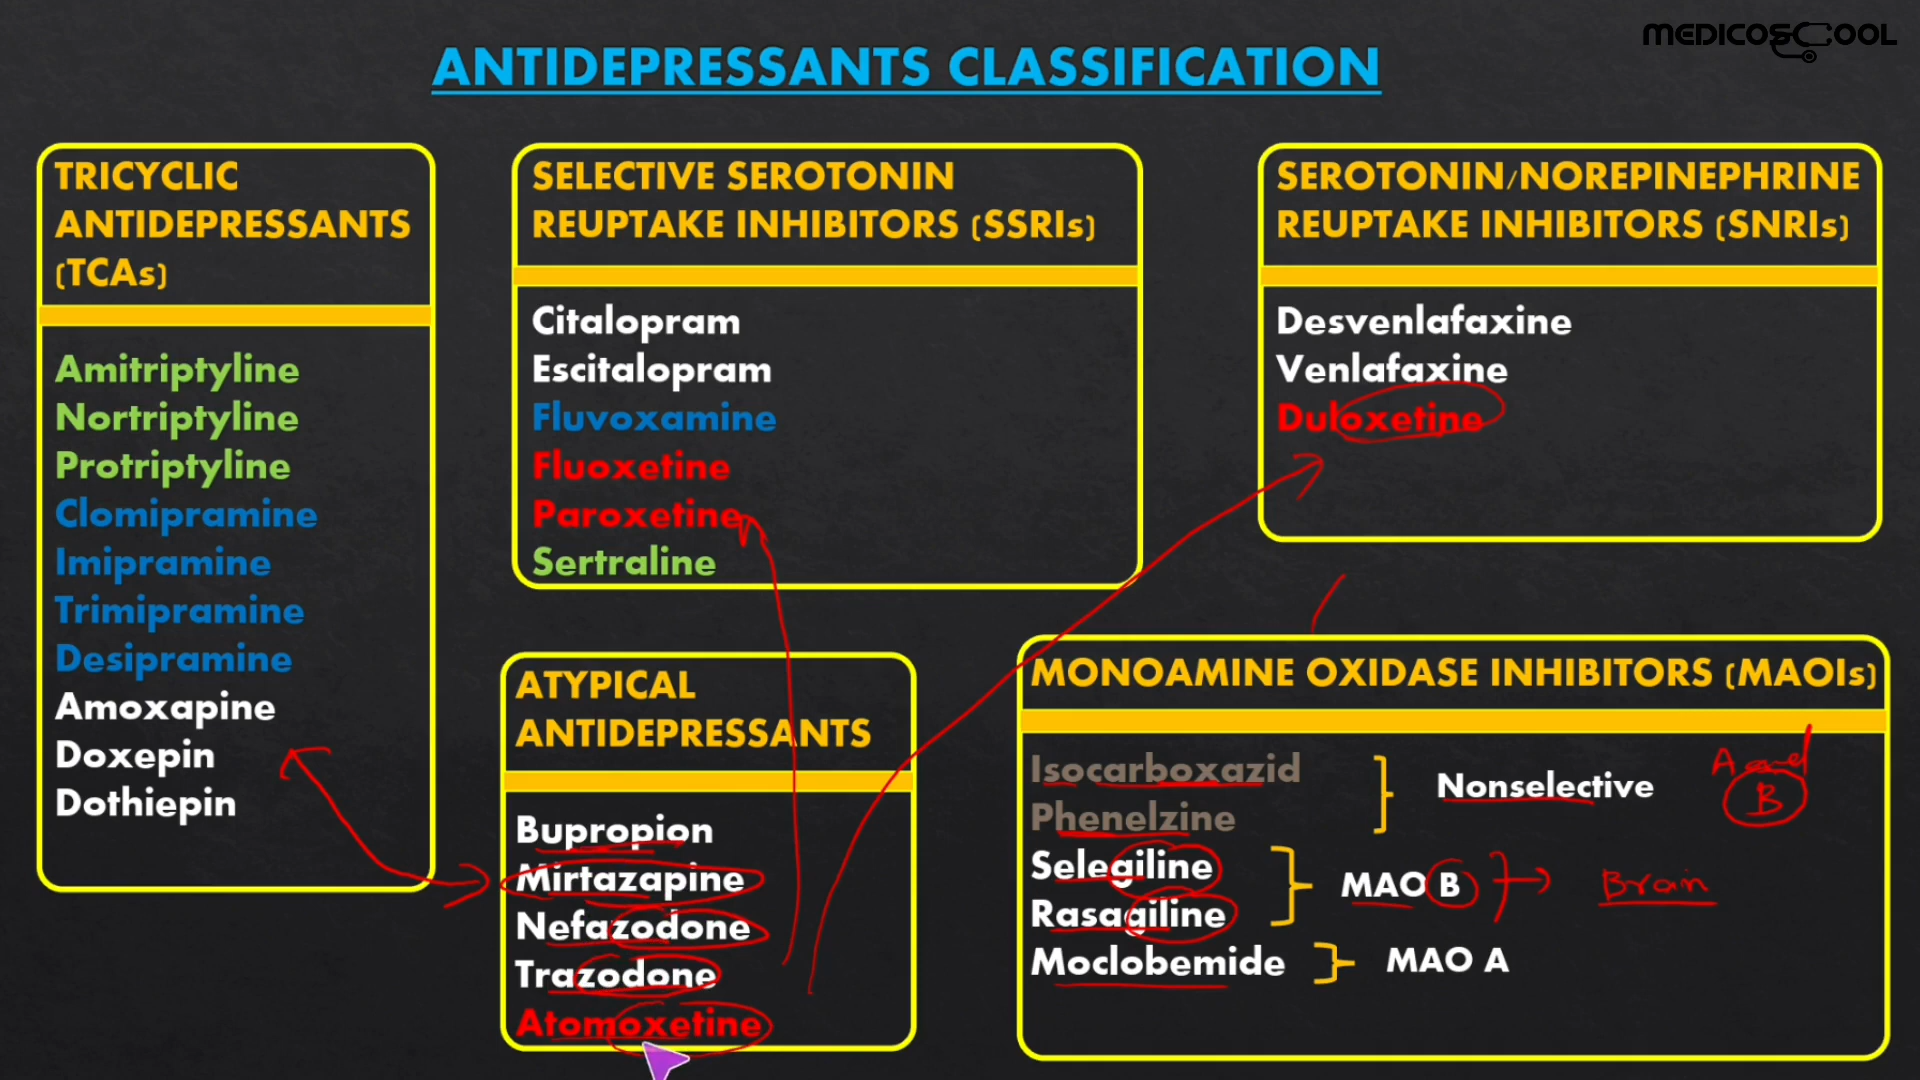 MEDICOSCOOL
ANTIDEPRESSANTS CLASSIFICATION
TRICYCLIC
ANTIDEPRESSANTS
(TCAs)
Amitriptyline
Nortriptyline
Protriptyline
Clomipramine
Imipramine
Trimipramine
Desipramine
Amoxapine
Doxepin
Dothiepin
SELECTIVE SEROTONIN
REUPTAKE INHIBITORS (SSRIs)
Citalopram
Escitalopram
Fluvoxamine
Fluoxetine
Paroxetine
Sertraline
SEROTONIN/NOREPINEPHRINE
REUPTAKE INHIBITORS (SNRIs)
Desvenlafaxine
Venlafaxine
Duloxetine
ATYPICAL
ANTIDEPRESSANTS
Bupropion
Mirtazapine
Nefazodone
Trazodone
Atomoxetine
MONOAMINE OXIDASE INHIBITORS (MAOIs)
Isocarboxazid
Phenelzine
Nonselective
A and
B
Selegiline
Rasagiline
MAO B
Brain
Moclobemide
MAO A